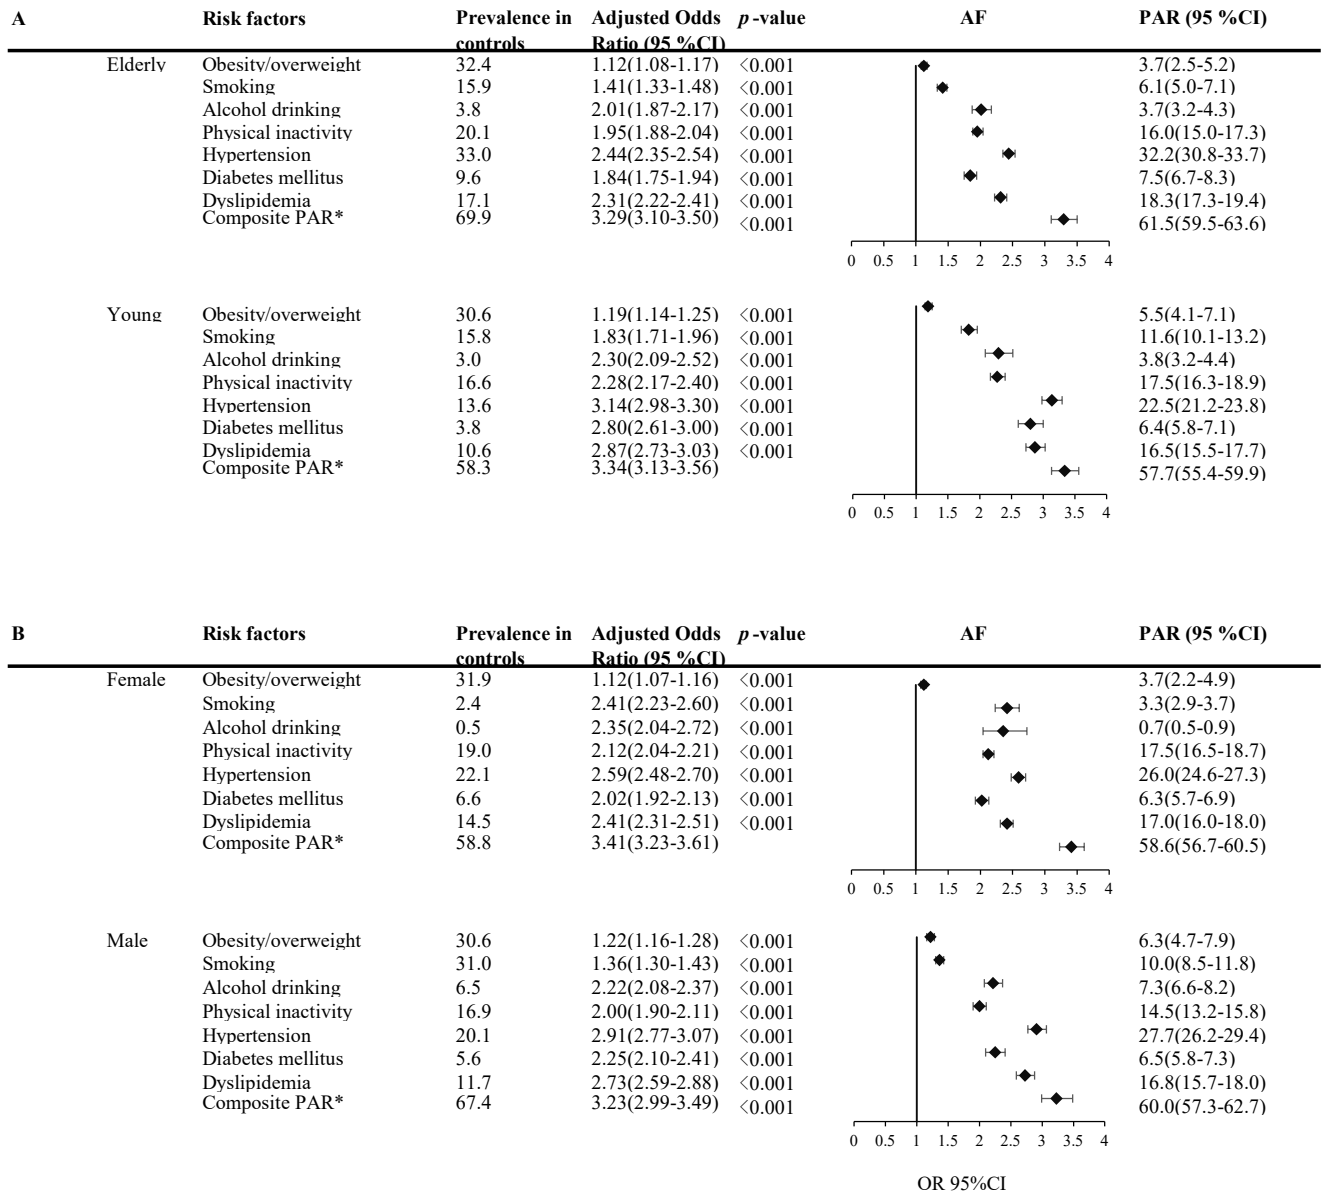 A Risk factors Prevalence in Adjusted Odds p -value AF PAR (95 %CI)
controls Ratio (95 %CI)
Elderly Obesity/overweight 32.4 1.12(1.08-1.17) <0.001 3.7(2.5-5.2)
Smoking 15.9 1.41(1.33-1.48) <0.001 6.1(5.0-7.1)
Alcohol drinking 3.8 2.01(1.87-2.17) <0.001 3.7(3.2-4.3)
Physical inactivity 20.1 1.95(1.88-2.04) <0.001 16.0(15.0-17.3)
Hypertension 33.0 2.44(2.35-2.54) <0.001 32.2(30.8-33.7)
Diabetes mellitus 9.6 1.84(1.75-1.94) <0.001 7.5(6.7-8.3)
Dyslipidemia 17.1 2.31(2.22-2.41) <0.001 18.3(17.3-19.4)
Composite PAR* 69.9 3.29(3.10-3.50) <0.001 61.5(59.5-63.6)
0 0.5 1 1.5 2 2.5 3 3.5 4
Young Obesity/overweight 30.6 1.19(1.14-1.25) <0.001 5.5(4.1-7.1)
Smoking 15.8 1.83(1.71-1.96) <0.001 11.6(10.1-13.2)
Alcohol drinking 3.0 2.30(2.09-2.52) <0.001 3.8(3.2-4.4)
Physical inactivity 16.6 2.28(2.17-2.40) <0.001 17.5(16.3-18.9)
Hypertension 13.6 3.14(2.98-3.30) <0.001 22.5(21.2-23.8)
Diabetes mellitus 3.8 2.80(2.61-3.00) <0.001 6.4(5.8-7.1)
Dyslipidemia 10.6 2.87(2.73-3.03) <0.001 16.5(15.5-17.7)
Composite PAR* 58.3 3.34(3.13-3.56) 57.7(55.4-59.9)
0 0.5 1 1.5 2 2.5 3 3.5 4
B Risk factors Prevalence in Adjusted Odds p -value AF PAR (95 %CI)
controls Ratio (95 %CI)
Female Obesity/overweight 31.9 1.12(1.07-1.16) <0.001 3.7(2.2-4.9)
Smoking 2.4 2.41(2.23-2.60) <0.001 3.3(2.9-3.7)
Alcohol drinking 0.5 2.35(2.04-2.72) <0.001 0.7(0.5-0.9)
Physical inactivity 19.0 2.12(2.04-2.21) <0.001 17.5(16.5-18.7)
Hypertension 22.1 2.59(2.48-2.70) <0.001 26.0(24.6-27.3)
Diabetes mellitus 6.6 2.02(1.92-2.13) <0.001 6.3(5.7-6.9)
Dyslipidemia 14.5 2.41(2.31-2.51) <0.001 17.0(16.0-18.0)
Composite PAR* 58.8 3.41(3.23-3.61) 58.6(56.7-60.5)
0 0.5 1 1.5 2 2.5 3 3.5 4
Male Obesity/overweight 30.6 1.22(1.16-1.28) <0.001 6.3(4.7-7.9)
Smoking 31.0 1.36(1.30-1.43) <0.001 10.0(8.5-11.8)
Alcohol drinking 6.5 2.22(2.08-2.37) <0.001 7.3(6.6-8.2)
Physical inactivity 16.9 2.00(1.90-2.11) <0.001 14.5(13.2-15.8)
Hypertension 20.1 2.91(2.77-3.07) <0.001 27.7(26.2-29.4)
Diabetes mellitus 5.6 2.25(2.10-2.41) <0.001 6.5(5.8-7.3)
Dyslipidemia 11.7 2.73(2.59-2.88) <0.001 16.8(15.7-18.0)
Composite PAR* 67.4 3.23(2.99-3.49) <0.001 60.0(57.3-62.7)
0 0.5 1 1.5 2 2.5 3 3.5 4
OR 95%CI